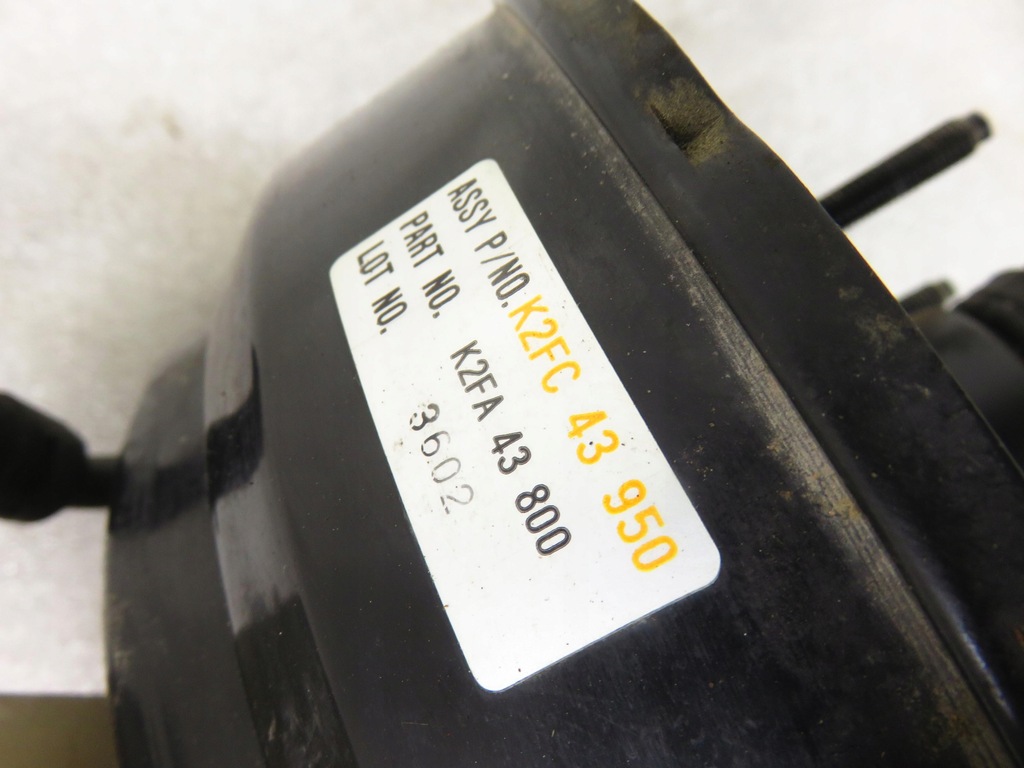 ASSY P/NO. K2FC 43 950
PART NO. K2FA 43 800
LOT NO. 3602